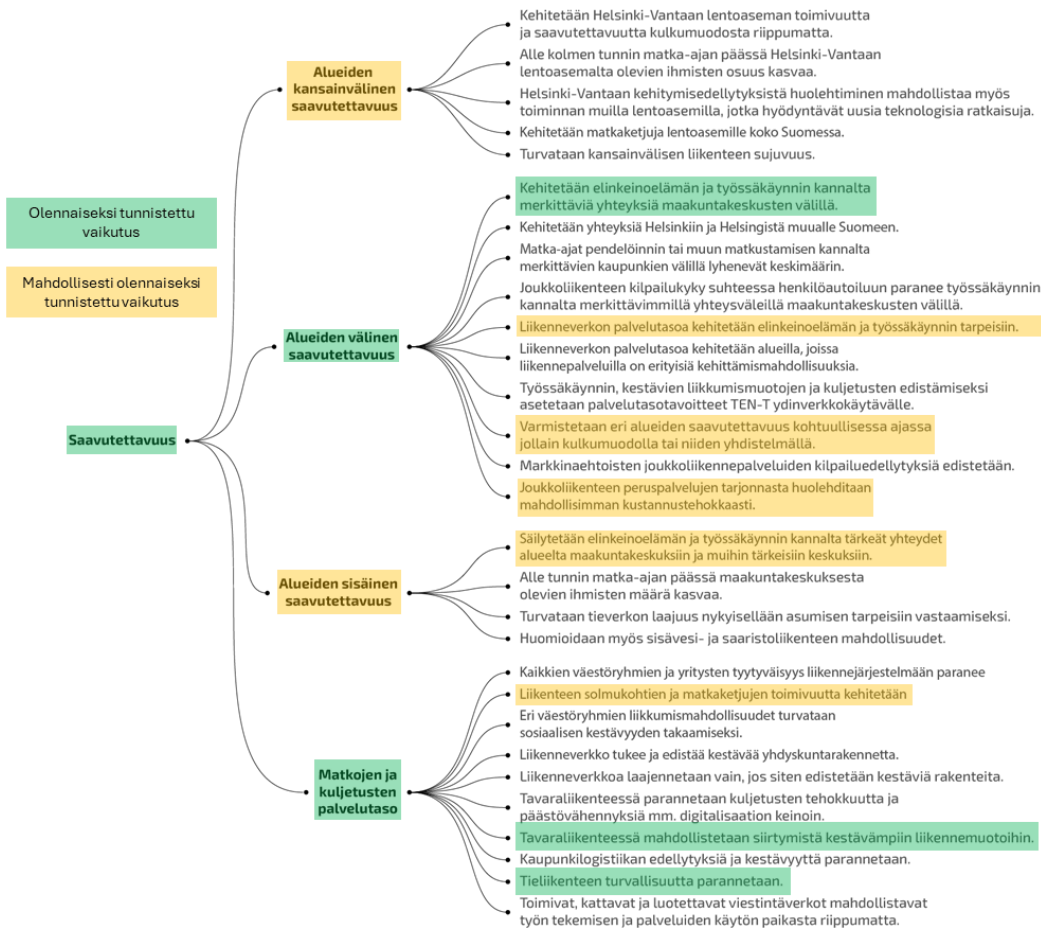 Kehitetään Helsinki-Vantaan lentoaseman toimivuutta
ja saavutettavuutta kulkumuodosta riippumatta.
Alle kolmen tunnin matka-ajan päässä Helsinki-Vantaan
lentoasemalta olevien ihmisten osuus kasvaa.
Alueiden
kansainvälinen
saavutettavuus
Helsinki-Vantaan kehitymisedellytyksistä huolehtiminen mahdollistaa myös
toiminnan muilla lentoasemilla, jotka hyödyntävät uusia teknologisia ratkaisuja.
Kehitetään matkaketjuja lentoasemille koko Suomessa.
Turvataan kansainvälisen liikenteen sujuvuus.
Olennaiseksi tunnistettu
vaikutus
Mahdollisesti olennaiseksi
tunnistettu vaikutus
Kehitetään elinkeinoelämän ja työssäkäynnin kannalta
merkittäviä yhteyksiä maakuntakeskusten välillä.
Kehitetään yhteyksiä Helsinkiin ja Helsingistä muualle Suomeen.
Matka-ajat pendelöinnin tai muun matkustamisen kannalta
merkittävien kaupunkien välillä lyhenevät keskimäärin.
Joukkoliikenteen kilpailukyky suhteessa henkilöautoiluun paranee työssäkäynnin
kannalta merkittävimmillä yhteysväleillä maakuntakeskusten välillä.
Alueiden välinen
saavutettavuus
Liikenneverkon palvelutasoa kehitetään elinkeinoelämän ja työssäkäynnin tarpeisiin.
Liikenneverkon palvelutasoa kehitetään alueilla, joissa
liikennepalveluilla on erityisiä kehittämismahdollisuuksia.
Työssäkäynnin, kestävien liikkumismuotojen ja kuljetusten edistämiseksi
asetetaan palvelutasotavoitteet TEN-T ydinverkkokäytävälle.
Saavutettavuus
Varmistetaan eri alueiden saavutettavuus kohtuullisessa ajassa
jollain kulkumuodolla tai niiden yhdistelmällä.
Markkinaehtoisten joukkoliikennepalveluiden kilpailuedellytyksiä edistetään.
Joukkoliikenteen peruspalvelujen tarjonnasta huolehditaan
mahdollisimman kustannustehokkaasti.
Säilytetään elinkeinoelämän ja työssäkäynnin kannalta tärkeät yhteydet
alueelta maakuntakeskuksiin ja muihin tärkeisiin keskuksiin.
Alueiden sisäinen
saavutettavuus
Alle tunnin matka-ajan päässä maakuntakeskuksesta
olevien ihmisten määrä kasvaa.
Turvataan tieverkon laajuus nykyisellään asumisen tarpeisiin vastaamiseksi.
Huomioidaan myös sisävesi- ja saaristoliikenteen mahdollisuudet.
Kaikkien väestöryhmien ja yritysten tyytyväisyys liikennejärjestelmään paranee
Liikenteen solmukohtien ja matkaketjujen toimivuutta kehitetään
Eri väestöryhmien liikkumismahdollisuudet turvataan
sosiaalisen kestävyyden takaamiseksi.
Liikenneverkko tukee ja edistää kestävää yhdyskuntarakennetta.
Matkojen ja
kuljetusten
palvelutaso
Liikenneverkkoa laajennetaan vain, jos siten edistetään kestäviä rakenteita.
Tavaraliikenteessä parannetaan kuljetusten tehokkuutta ja
päästövähennyksiä mm. digitalisaation keinoin.
Tavaraliikenteessä mahdollistetaan siirtymistä kestävämpiin liikennemuotoihin.
Kaupunkilogistiikan edellytyksiä ja kestävyyttä parannetaan.
Tieliikenteen turvallisuutta parannetaan.
Toimivat, kattavat ja luotettavat viestintäverkot mahdollistavat
työn tekemisen ja palveluiden käytön paikasta riippumatta.